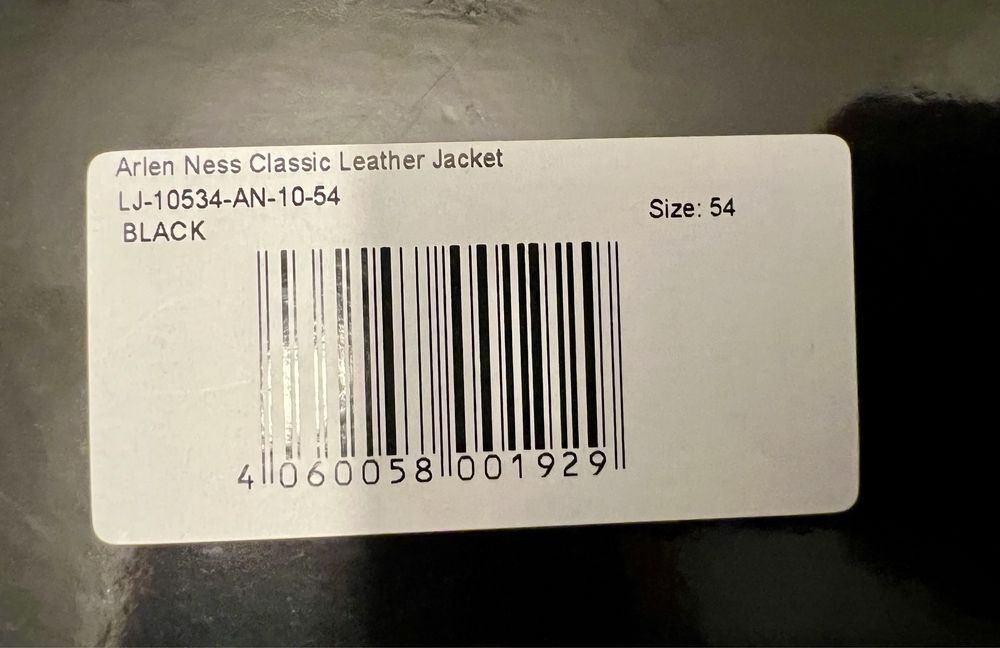 Arlen Ness Classic Leather Jacket
LJ-10534-AN-10-54
Size: 54
BLACK
4 060058 001929